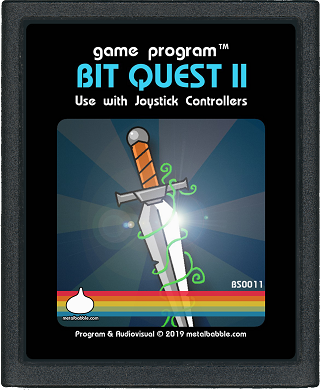 game program™
BIT QUEST II
Use with Joystick Controllers
BS0011
metalbabble.com
Program & Audiovisual © 2019 metalbabble.com